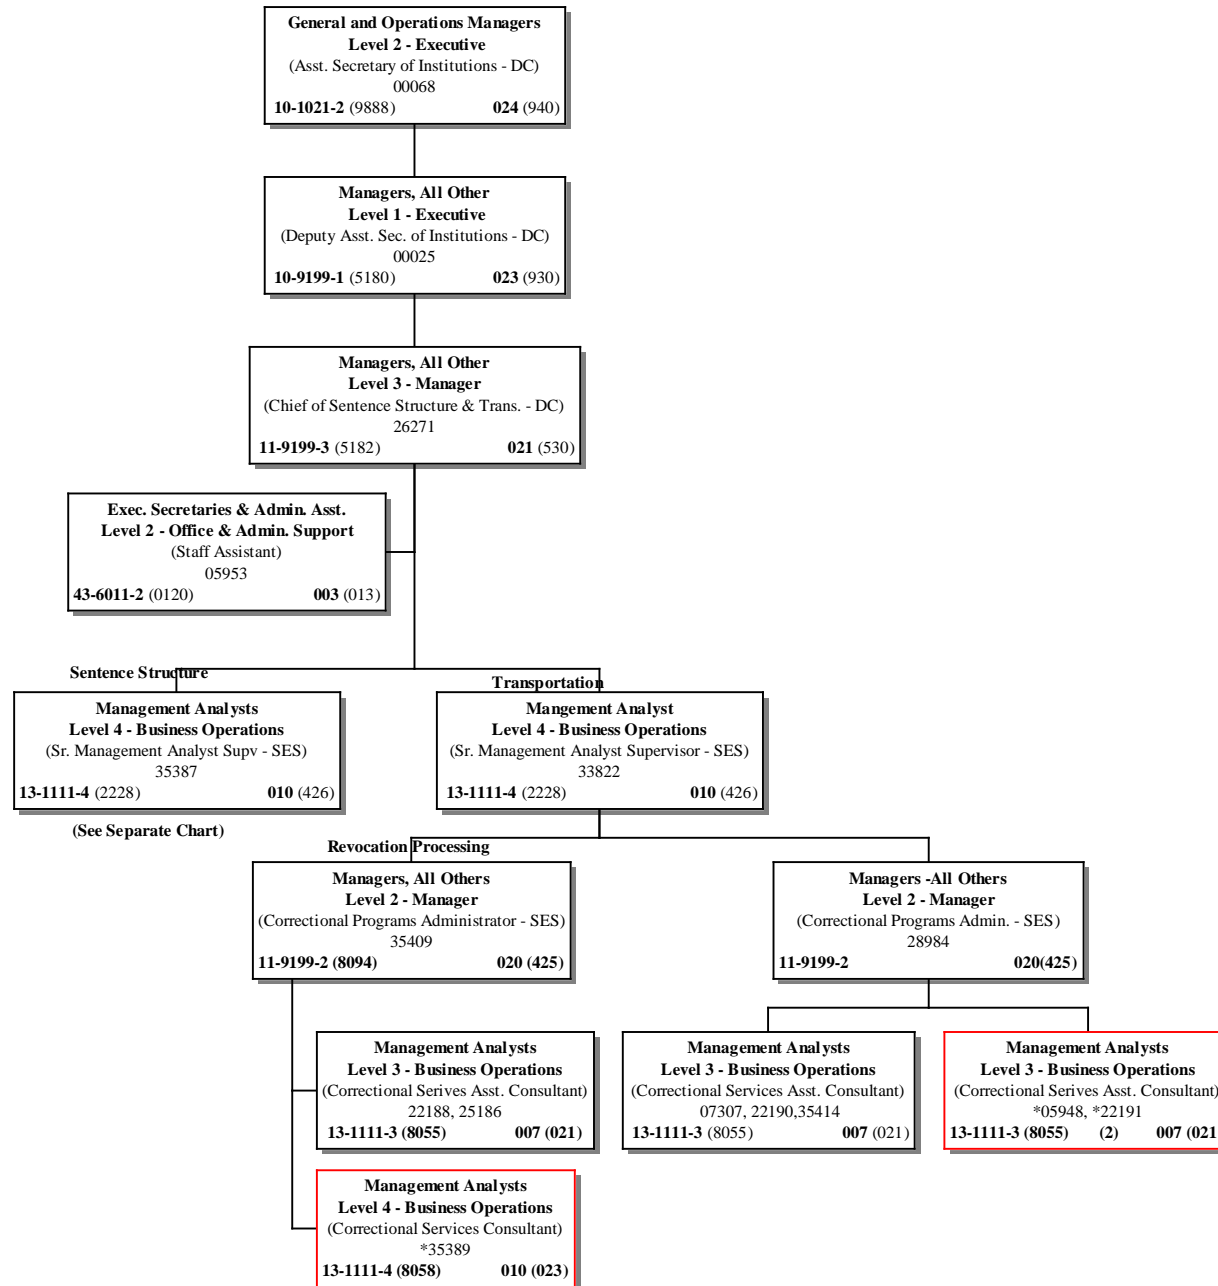 General and Operations Managers
Level 2 - Executive
(Asst. Secretary of Institutions - DC)
00068
10-1021-2 (9888) 024 (940)
Managers, All Other
Level 1 - Executive
(Deputy Asst. Sec. of Institutions - DC)
00025
10-9199-1 (5180) 023 (930)
Managers, All Other
Level 3 - Manager
(Chief of Sentence Structure & Trans. - DC)
26271
11-9199-3 (5182) 021 (530)
Exec. Secretaries & Admin. Asst.
Level 2 - Office & Admin. Support
(Staff Assistant)
05953
43-6011-2 (0120) 003 (013)
Sentence Structure
Management Analysts
Level 4 - Business Operations
(Sr. Management Analyst Supv - SES)
35387
13-1111-4 (2228) 010 (426)
(See Separate Chart)
Transportation
Mangement Analyst
Level 4 - Business Operations
(Sr. Management Analyst Supervisor - SES)
33822
13-1111-4 (2228) 010 (426)
Revocation Processing
Managers, All Others
Level 2 - Manager
(Correctional Programs Administrator - SES)
35409
11-9199-2 (8094) 020 (425)
Managers -All Others
Level 2 - Manager
(Correctional Programs Admin. - SES)
28984
11-9199-2 020(425)
Management Analysts
Level 3 - Business Operations
(Correctional Serives Asst. Consultant)
22188, 25186
13-1111-3 (8055) 007 (021)
Management Analysts
Level 3 - Business Operations
(Correctional Services Asst. Consultant)
07307, 22190,35414
13-1111-3 (8055) 007 (021)
Management Analysts
Level 3 - Business Operations
(Correctional Serives Asst. Consultant)
*05948, *22191
13-1111-3 (8055) (2) 007 (021
Management Analysts
Level 4 - Business Operations
(Correctional Services Consultant)
*35389
13-1111-4 (8058) 010 (023)